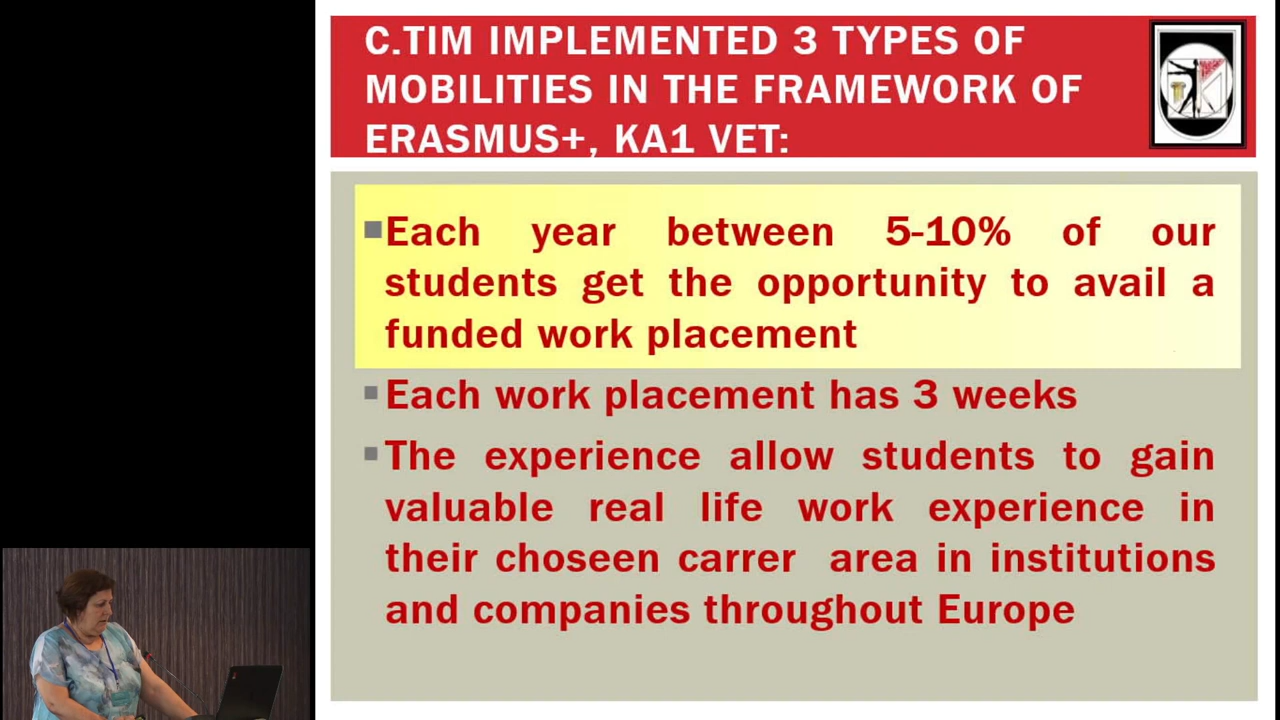 C.TIM IMPLEMENTED 3 TYPES OF
MOBILITIES IN THE FRAMEWORK OF
ERASMUS+, KA1 VET:
Each year between 5-10% of our
students get the opportunity to avail a
funded work placement
Each work placement has 3 weeks
The experience allow students to gain
valuable real life work experience in
their choseen carrer area in institutions
and companies throughout Europe